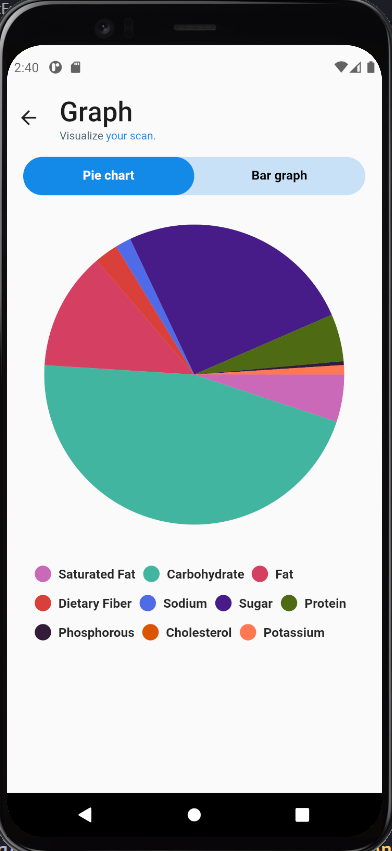 2:40
Graph
Visualize your scan.
Pie chart Bar graph
Saturated Fat Carbohydrate Fat
Dietary Fiber Sodium Sugar Protein
Phosphorous Cholesterol Potassium